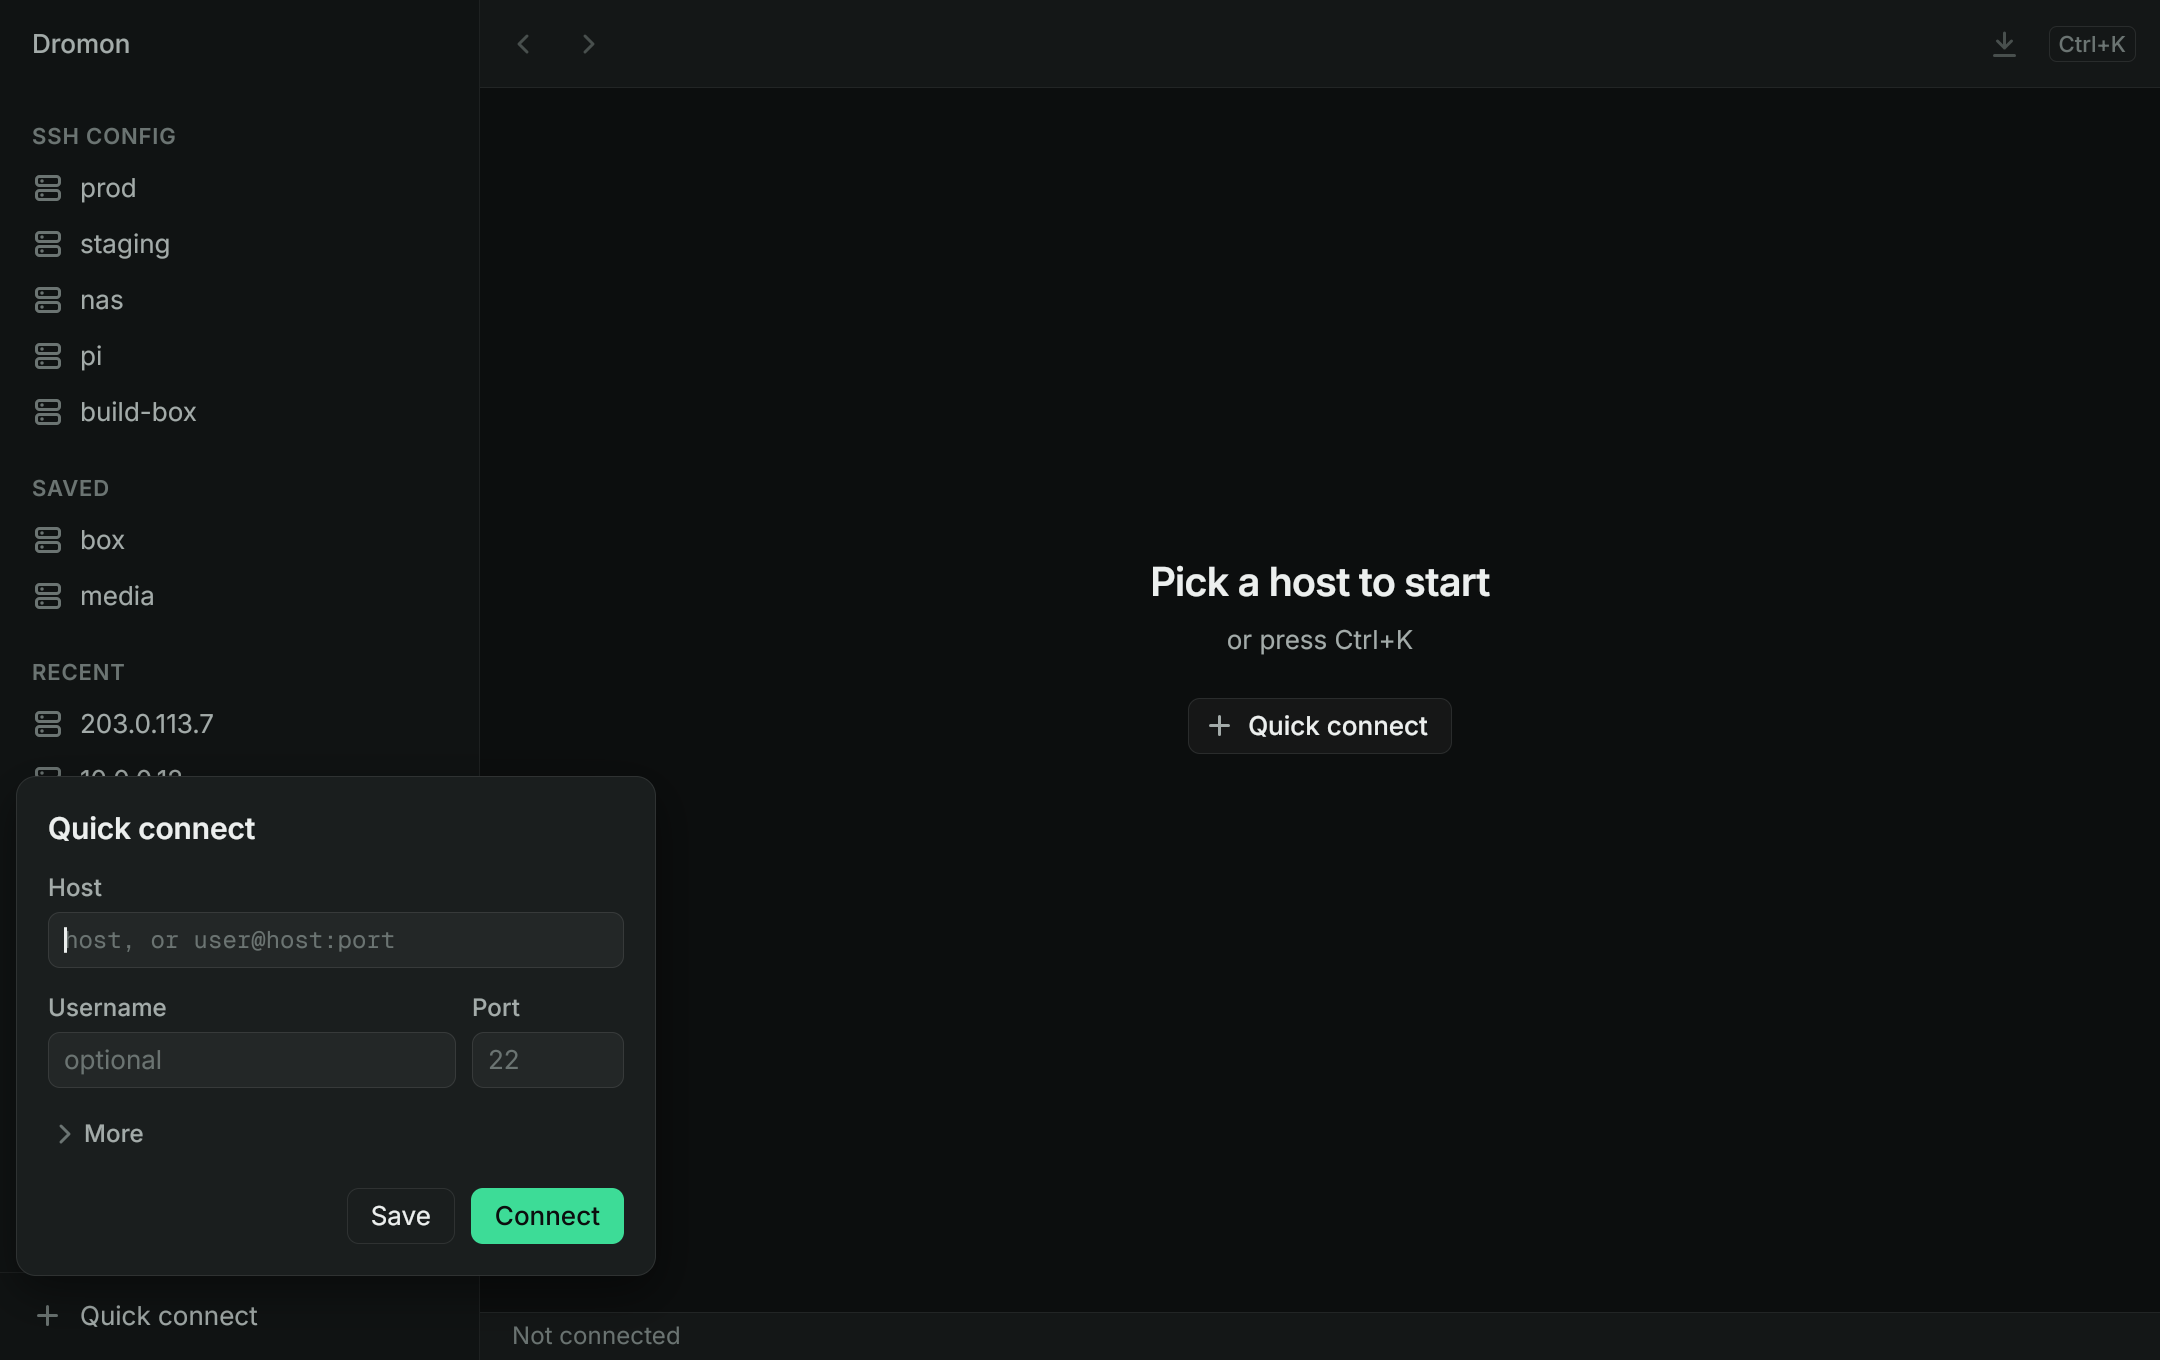 Dromon
Ctrl+K
SSH CONFIG
prod
staging
nas
pi
build-box
SAVED
box
media
RECENT
203.0.113.7
Pick a host to start
or press Ctrl+K
Quick connect
Quick connect
Host
host, or user@host:port
Username
Port
optional
22
More
Save
Connect
Quick connect
Not connected